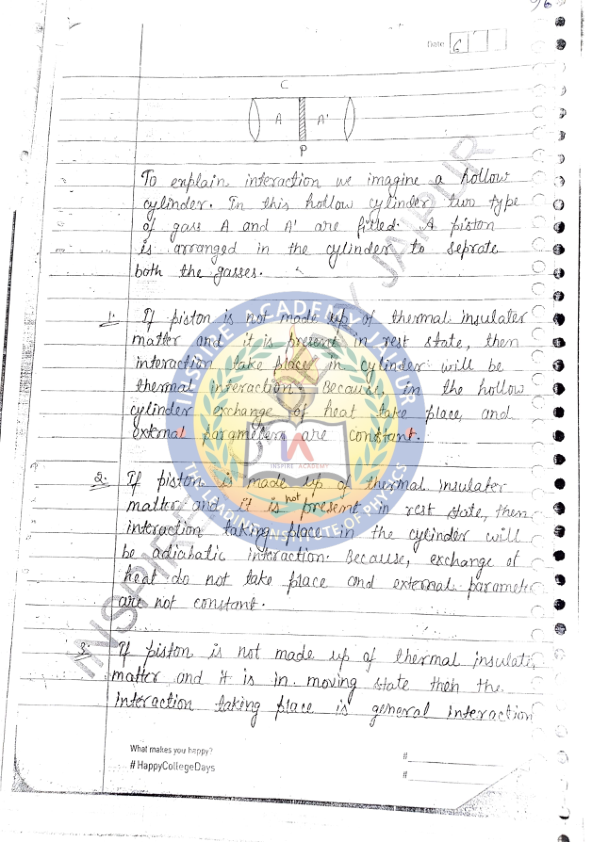 96
Date 6
C
A A'
P
To explain interaction we imagine a hollow
cylinder. In this hollow cylinder two type
of gass A and A' are filled. A piston
is arranged in the cylinder to seprate
both the gasses.
1. If piston is not made up of thermal insulater
matter and it is present in rest state, then
interaction take place in cylinder will be
thermal interaction. Because, in the hollow
cylinder exchange of heat take place, and
external parameters are constant.
2. If piston is made up of thermal insulater
matter and it is not present in rest state, then
interaction taking place in the cylinder will
be adiabatic interaction. Because, exchange of
heat do not take place and external parameter
are not constant.
3. If piston is not made up of thermal insulate
matter and it is in moving state then the
interaction taking place is general interaction
What makes you happy?
#HappyCollegeDays
#
#
INSPIRE ACADEMY JAIPUR
INSPIRE ACADEMY JAIPUR
IA
INSPIRE ACADEMY
INSTITUTE OF PHYSICS